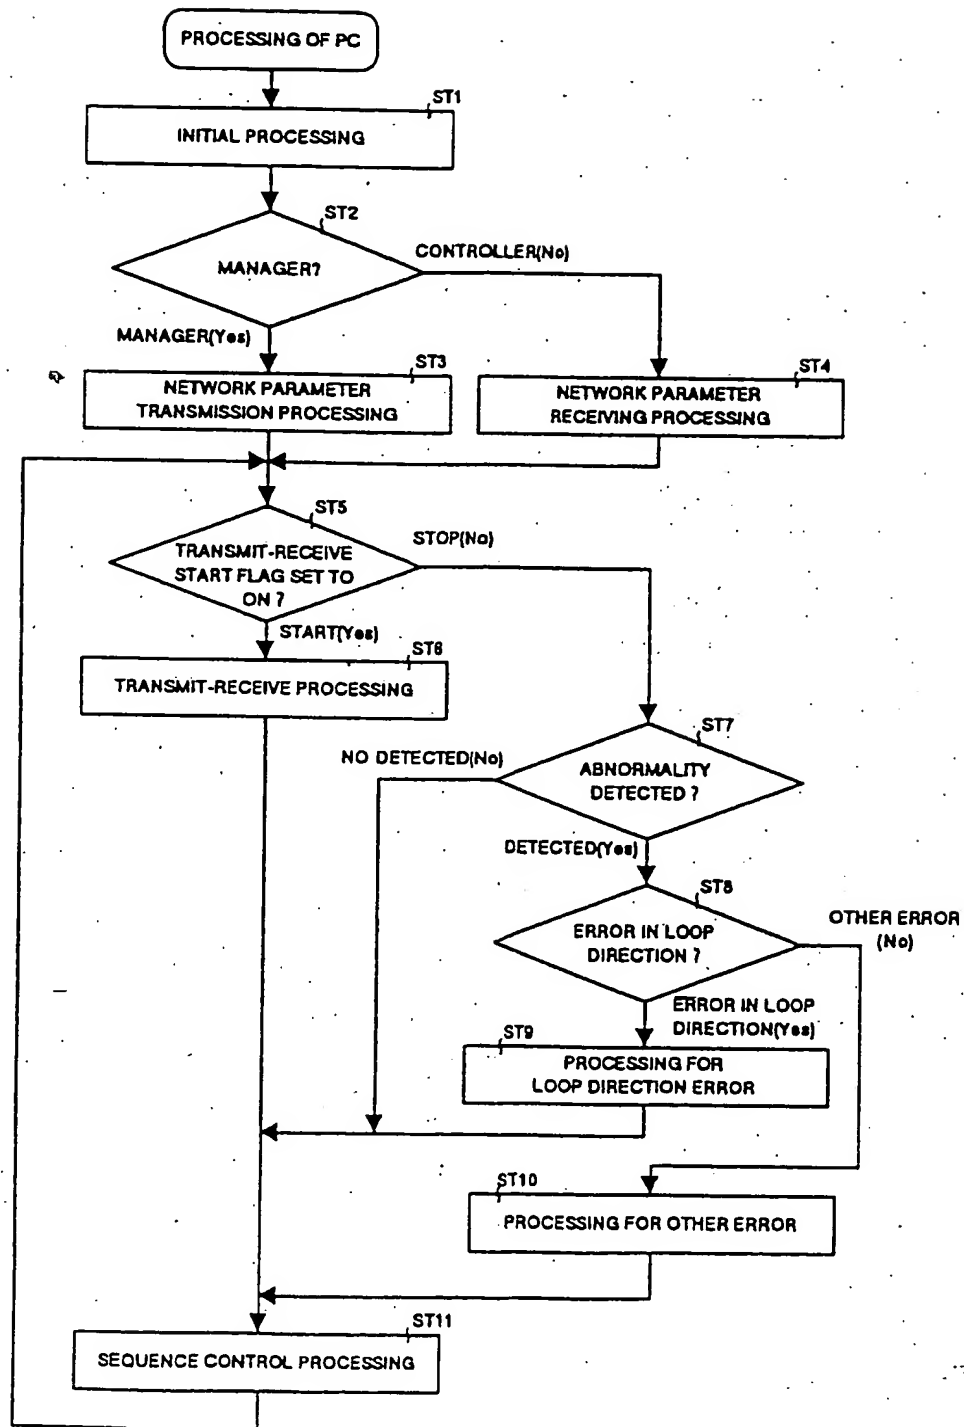 PROCESSING OF PC
ST1
INITIAL PROCESSING
ST2
MANAGER?
CONTROLLER(No)
MANAGER(Yes)
ST3
NETWORK PARAMETER
TRANSMISSION PROCESSING
ST4
NETWORK PARAMETER
RECEIVING PROCESSING
ST5
TRANSMIT-RECEIVE
START FLAG SET TO
ON ?
STOP(No)
START(Yes)
ST6
TRANSMIT-RECEIVE PROCESSING
ST7
NO DETECTED(No)
ABNORMALITY
DETECTED ?
DETECTED(Yes)
ST8
ERROR IN LOOP
DIRECTION ?
OTHER ERROR
(No)
ERROR IN LOOP
DIRECTION(Yes)
ST9
PROCESSING FOR
LOOP DIRECTION ERROR
ST10
PROCESSING FOR OTHER ERROR
ST11
SEQUENCE CONTROL PROCESSING